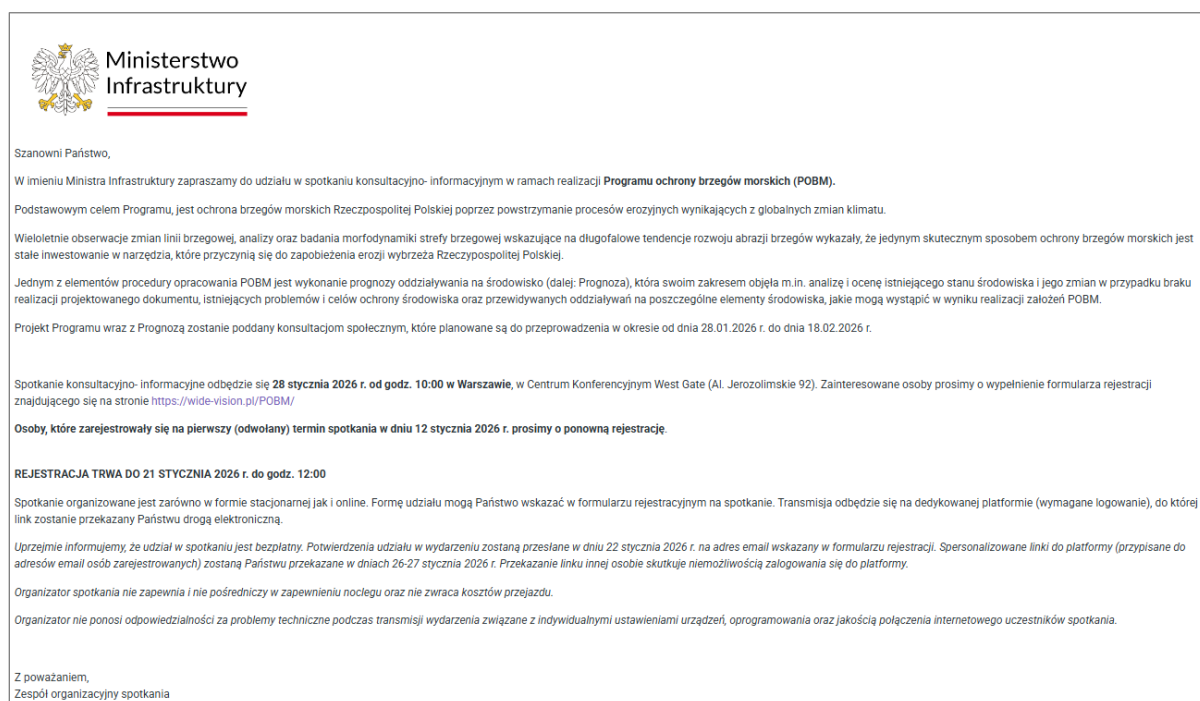 Ministerstwo
Infrastruktury
Szanowni Państwo,
W imieniu Ministra Infrastruktury zapraszamy do udziału w spotkaniu konsultacyjno- informacyjnym w ramach realizacji Programu ochrony brzegów morskich (POBM).
Podstawowym celem Programu, jest ochrona brzegów morskich Rzeczpospolitej Polskiej poprzez powstrzymanie procesów erozyjnych wynikających z globalnych zmian klimatu.
Wieloletnie obserwacje zmian linii brzegowej, analizy oraz badania morfodynamiki strefy brzegowej wskazujące na długofalowe tendencje rozwoju abrazji brzegów wykazały, że jedynym skutecznym sposobem ochrony brzegów morskich jest
stałe inwestowanie w narzędzia, które przyczynią się do zapobieżenia erozji wybrzeża Rzeczypospolitej Polskiej.
Jednym z elementów procedury opracowania POBM jest wykonanie prognozy oddziaływania na środowisko (dalej: Prognoza), która swoim zakresem objęła m.in. analizę i ocenę istniejącego stanu środowiska i jego zmian w przypadku braku
realizacji projektowanego dokumentu, istniejących problemów i celów ochrony środowiska oraz przewidywanych oddziaływań na poszczególne elementy środowiska, jakie mogą wystąpić w wyniku realizacji założeń POBM.
Projekt Programu wraz z Prognozą zostanie poddany konsultacjom społecznym, które planowane są do przeprowadzenia w okresie od dnia 28.01.2026 r. do dnia 18.02.2026 r.
Spotkanie konsultacyjno- informacyjne odbędzie się 28 stycznia 2026 r. od godz. 10:00 w Warszawie, w Centrum Konferencyjnym West Gate (Al. Jerozolimskie 92). Zainteresowane osoby prosimy o wypełnienie formularza rejestracji
znajdującego się na stronie https://wide-vision.pl/POBM/
Osoby, które zarejestrowały się na pierwszy (odwołany) termin spotkania w dniu 12 stycznia 2026 r. prosimy o ponowną rejestrację.
REJESTRACJA TRWA DO 21 STYCZNIA 2026 r. do godz. 12:00
Spotkanie organizowane jest zarówno w formie stacjonarnej jak i online. Formę udziału mogą Państwo wskazać w formularzu rejestracyjnym na spotkanie. Transmisja odbędzie się na dedykowanej platformie (wymagane logowanie), do której
link zostanie przekazany Państwu drogą elektroniczną.
Uprzejmie informujemy, że udział w spotkaniu jest bezpłatny. Potwierdzenia udziału w wydarzeniu zostaną przesłane w dniu 22 stycznia 2026 r. na adres email wskazany w formularzu rejestracji. Spersonalizowane linki do platformy (przypisane do
adresów email osób zarejestrowanych) zostaną Państwu przekazane w dniach 26-27 stycznia 2026 r. Przekazanie linku innej osobie skutkuje niemożliwością zalogowania się do platformy.
Organizator spotkania nie zapewnia i nie pośredniczy w zapewnieniu noclegu oraz nie zwraca kosztów przejazdu.
Organizator nie ponosi odpowiedzialności za problemy techniczne podczas transmisji wydarzenia związane z indywidualnymi ustawieniami urządzeń, oprogramowania oraz jakością połączenia internetowego uczestników spotkania.
Z poważaniem,
Zespół organizacyjny spotkania